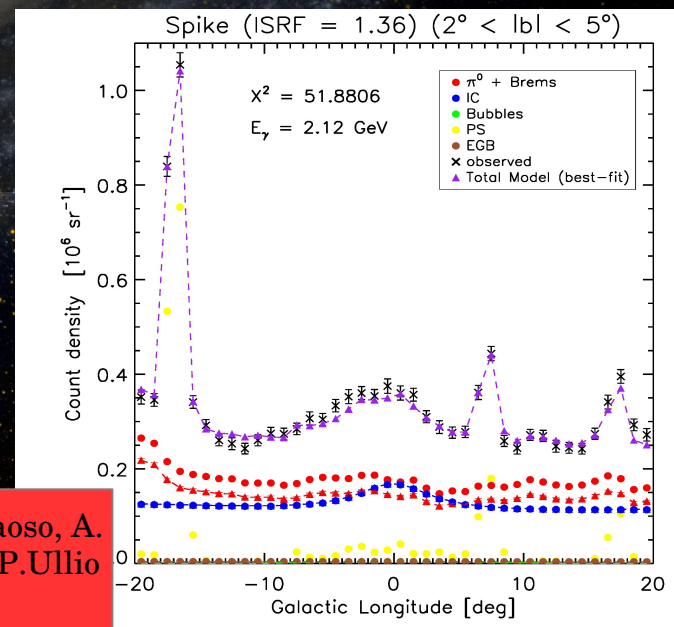 Spike (ISRF = 1.36) (2° < |b| < 5°)
X² = 51.8806
E_γ = 2.12 GeV
π⁰ + Brems
IC
Bubbles
PS
EGB
observed
Total Model (best-fit)
Count density [10⁶ sr⁻¹]
1.0
0.8
0.6
0.4
0.2
0
-20
-10
0
10
20
Galactic Longitude [deg]
A.
P.Ullio